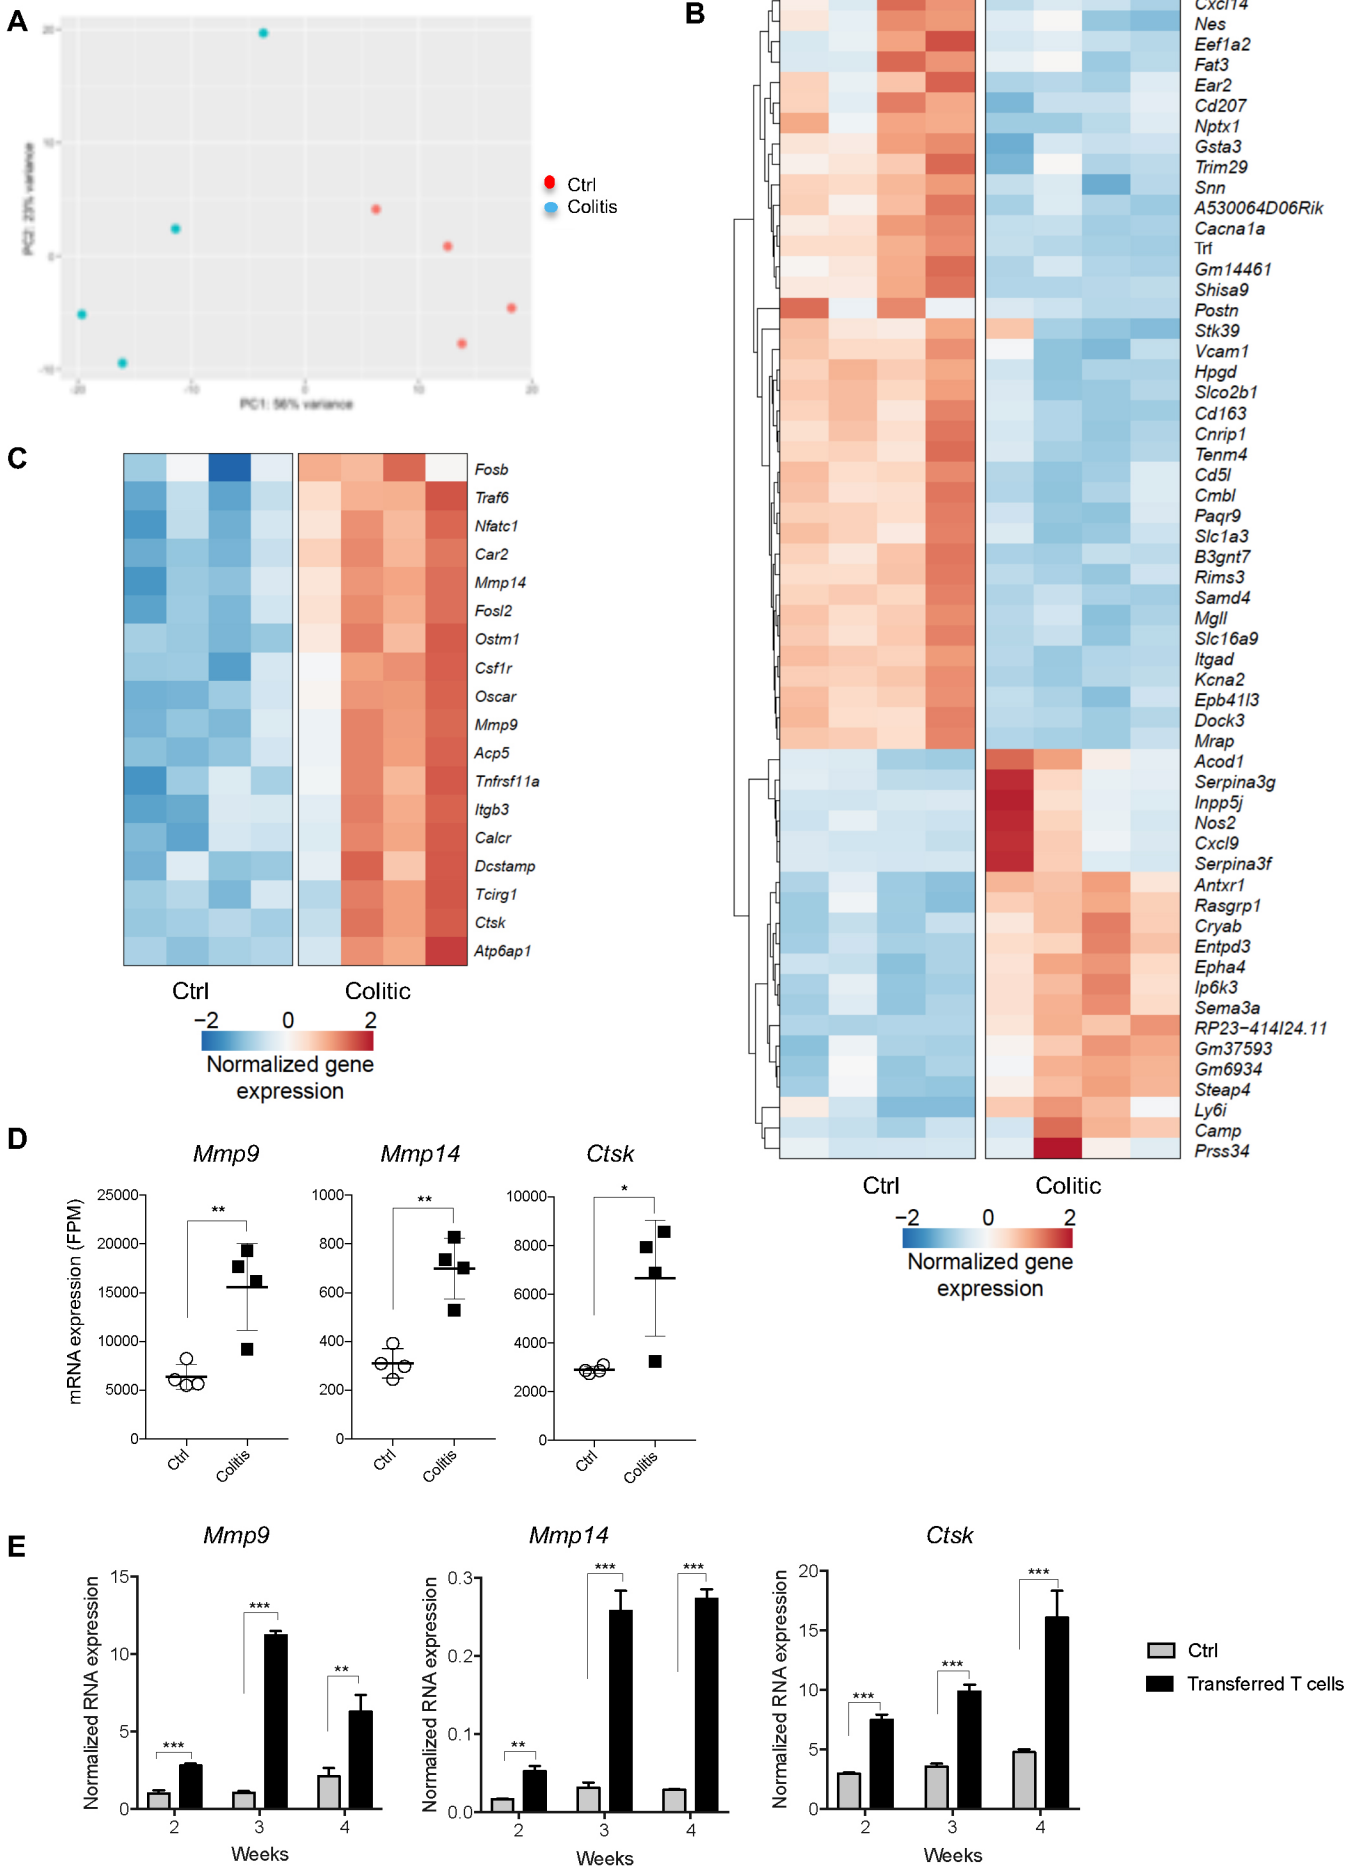 A
20
10
0
-10
PC2: 23% variance
-20
-10
0
10
20
PC1: 56% variance
Ctrl
Colitis
B
Cxcl14
Nes
Eef1a2
Fat3
Ear2
Cd207
Nptx1
Gsta3
Trim29
Snn
A530064D06Rik
Cacna1a
Trf
Gm14461
Shisa9
Postn
Stk39
Vcam1
Hpgd
Slco2b1
Cd163
Cnrip1
Tenm4
Cd5l
Cmbl
Paqr9
Slc1a3
B3gnt7
Rims3
Samd4
Mgll
Slc16a9
Itgad
Kcna2
Epb41l3
Dock3
Mrap
Acod1
Serpina3g
Inpp5j
Nos2
Cxcl9
Serpina3f
Antxr1
Rasgrp1
Cryab
Entpd3
Epha4
Ip6k3
Sema3a
RP23−414I24.11
Gm37593
Gm6934
Steap4
Ly6i
Camp
Prss34
Ctrl
Colitic
−2 0 2
Normalized gene
expression
C
Fosb
Traf6
Nfatc1
Car2
Mmp14
Fosl2
Ostm1
Csf1r
Oscar
Mmp9
Acp5
Tnfrsf11a
Itgb3
Calcr
Dcstamp
Tcirg1
Ctsk
Atp6ap1
Ctrl
Colitic
−2 0 2
Normalized gene
expression
D
Mmp9
mRNA expression (FPM)
25000
20000
15000
10000
5000
0
**
Ctrl
Colitis
Mmp14
1000
800
600
400
200
0
**
Ctrl
Colitis
Ctsk
10000
8000
6000
4000
2000
0
*
Ctrl
Colitis
E
Mmp9
Normalized RNA expression
15
10
5
0
***
***
**
2 3 4
Weeks
Mmp14
Normalized RNA expression
0.3
0.2
0.1
0.0
**
***
***
2 3 4
Weeks
Ctsk
Normalized RNA expression
20
15
10
5
0
***
***
***
2 3 4
Weeks
Ctrl
Transferred T cells